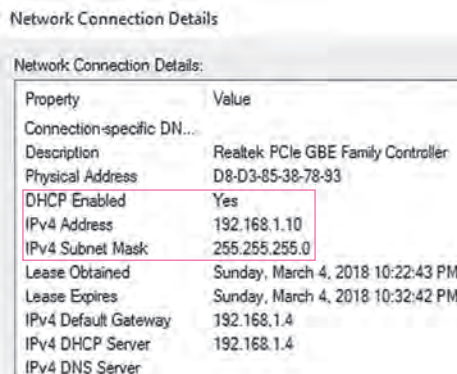 Network Connection Details
Network Connection Details:
Property Value
Connection-specific DN...
Description Realtek PCIe GBE Family Controller
Physical Address D8-D3-85-38-78-93
DHCP Enabled Yes
IPv4 Address 192.168.1.10
IPv4 Subnet Mask 255.255.255.0
Lease Obtained Sunday, March 4, 2018 10:22:43 PM
Lease Expires Sunday, March 4, 2018 10:32:42 PM
IPv4 Default Gateway 192.168.1.4
IPv4 DHCP Server 192.168.1.4
IPv4 DNS Server